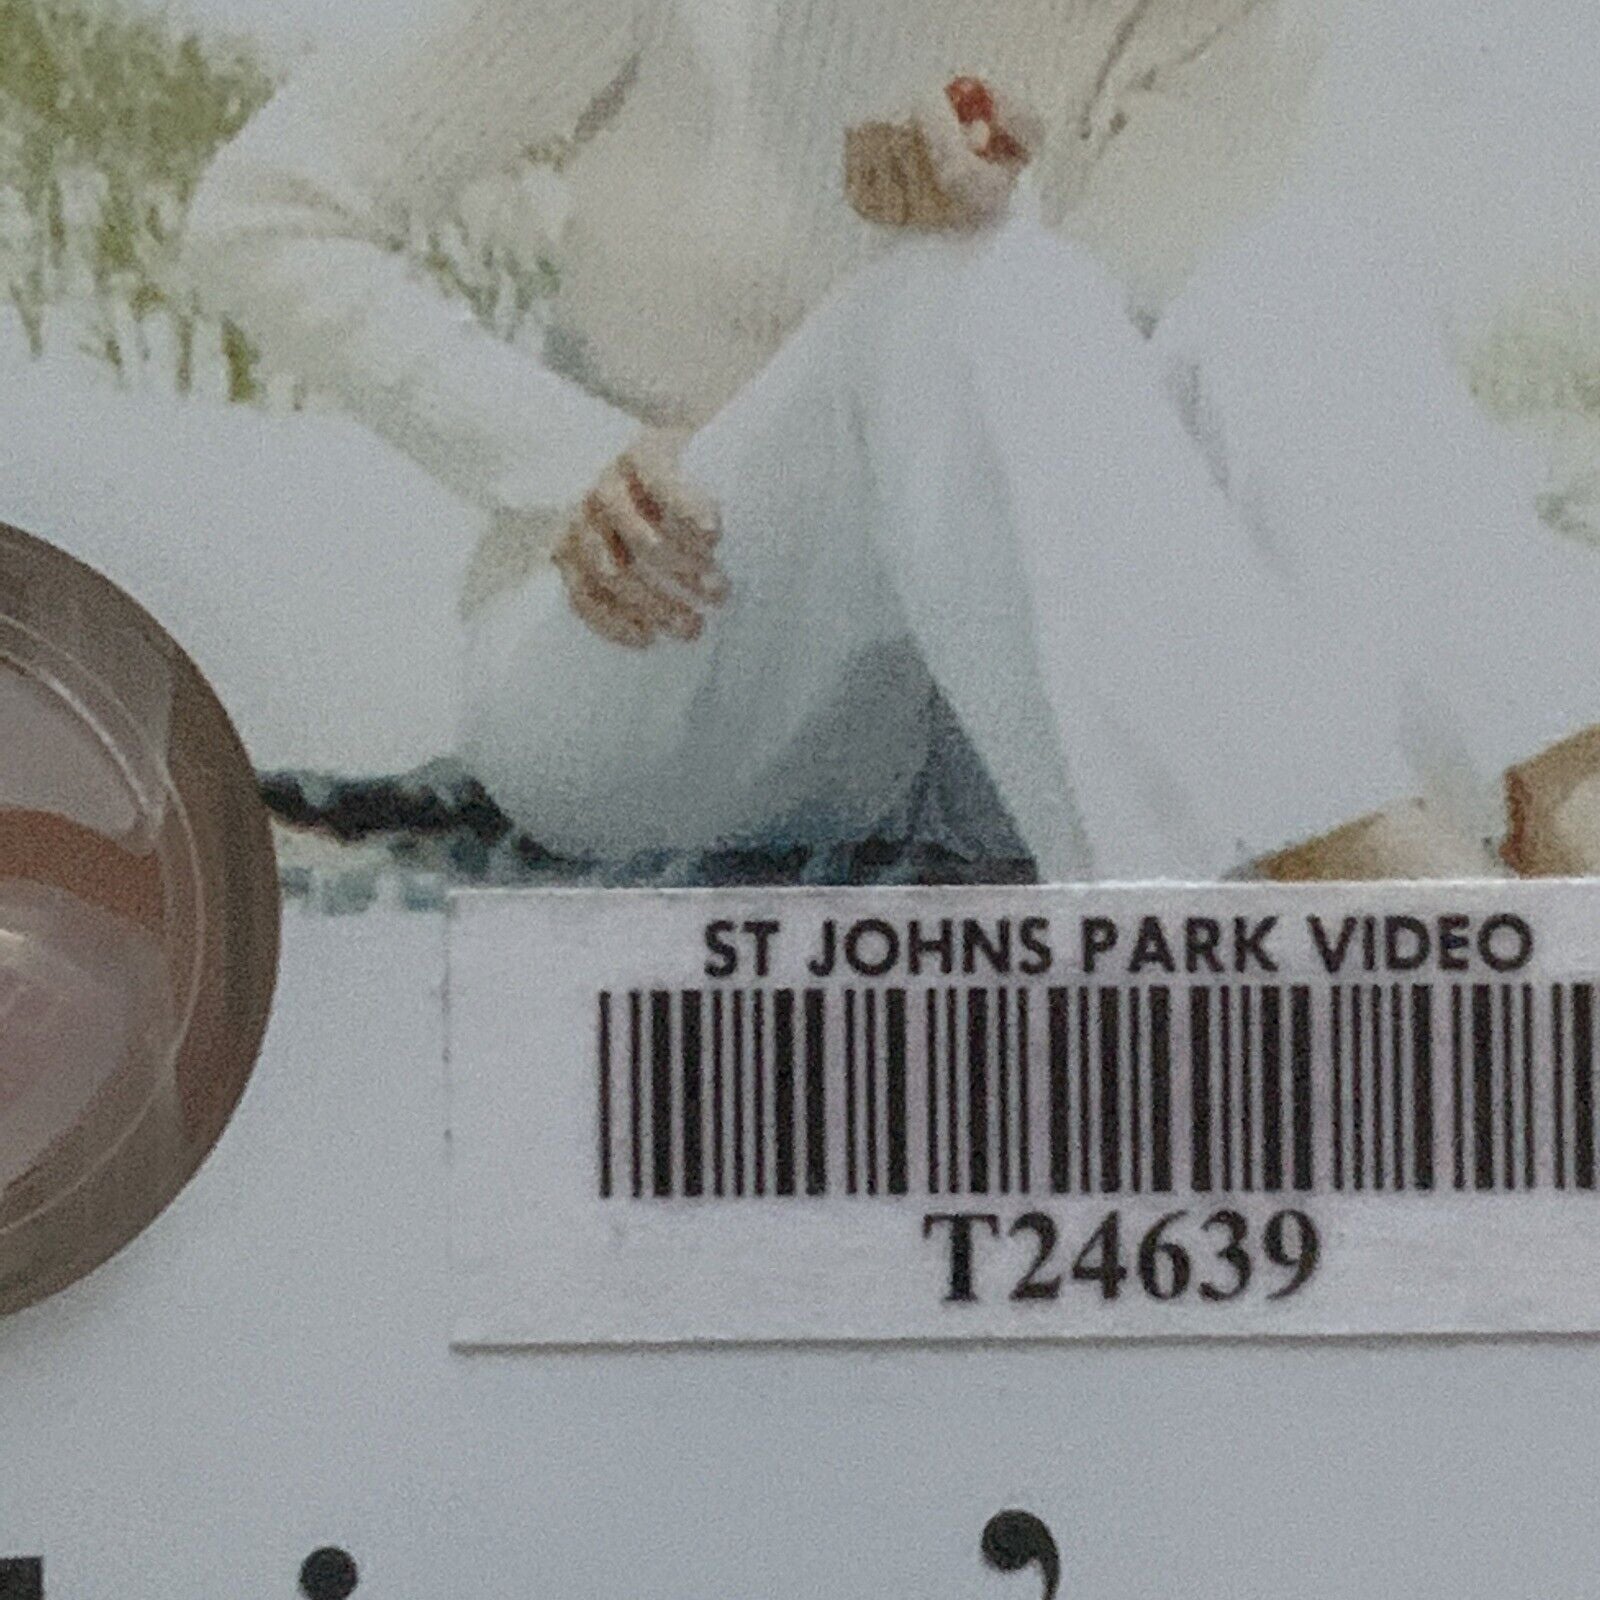 ST JOHNS PARK VIDEO
T24639